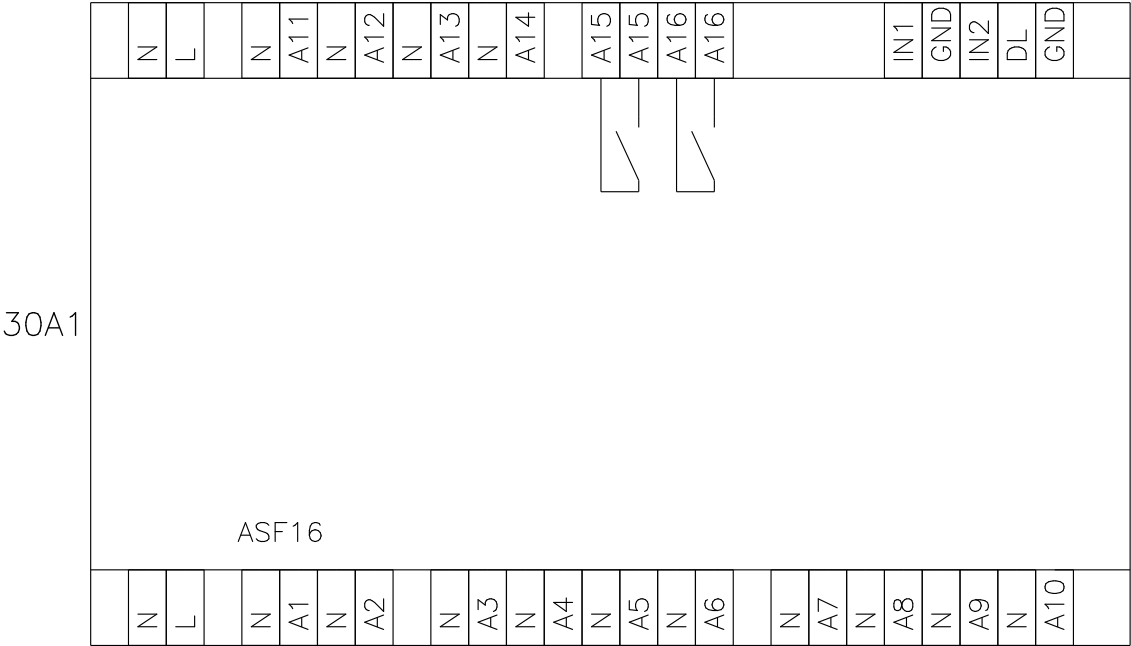 N L N A11 N A12 N A13 N A14 A15 A15 A16 A16 IN1 GND IN2 DL GND
30A1
ASF16
N L N A1 N A2 N A3 N A4 N A5 N A6 N A7 N A8 N A9 N A10